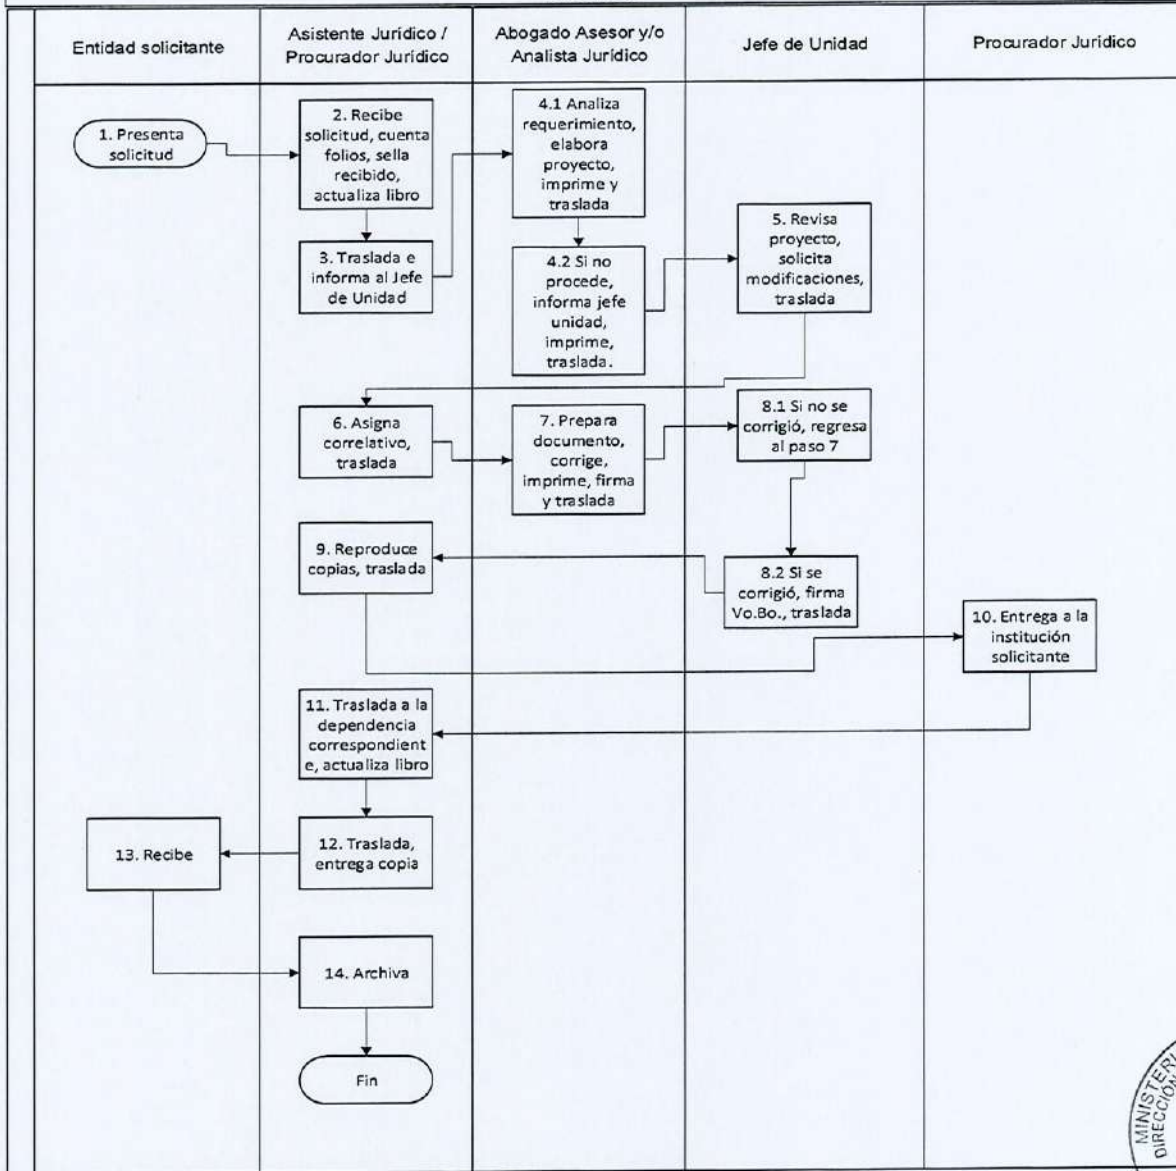 Entidad solicitante
Asistente Jurídico /
Procurador Jurídico
Abogado Asesor y/o
Analista Jurídico
Jefe de Unidad
Procurador Jurídico
1. Presenta
solicitud
2. Recibe
solicitud, cuenta
folios, sella
recibido,
actualiza libro
3. Traslada e
informa al Jefe
de Unidad
4.1 Analiza
requerimiento,
elabora
proyecto,
imprime y
traslada
4.2 Si no
procede,
informa jefe
unidad,
imprime,
traslada.
5. Revisa
proyecto,
solicita
modificaciones,
traslada
6. Asigna
correlativo,
traslada
7. Prepara
documento,
corrige,
imprime, firma
y traslada
8.1 Si no se
corrigió, regresa
al paso 7
8.2 Si se
corrigió, firma
Vo.Bo., traslada
9. Reproduce
copias, traslada
10. Entrega a la
institución
solicitante
11. Traslada a la
dependencia
correspondient
e, actualiza libro
12. Traslada,
entrega copia
13. Recibe
14. Archiva
Fin